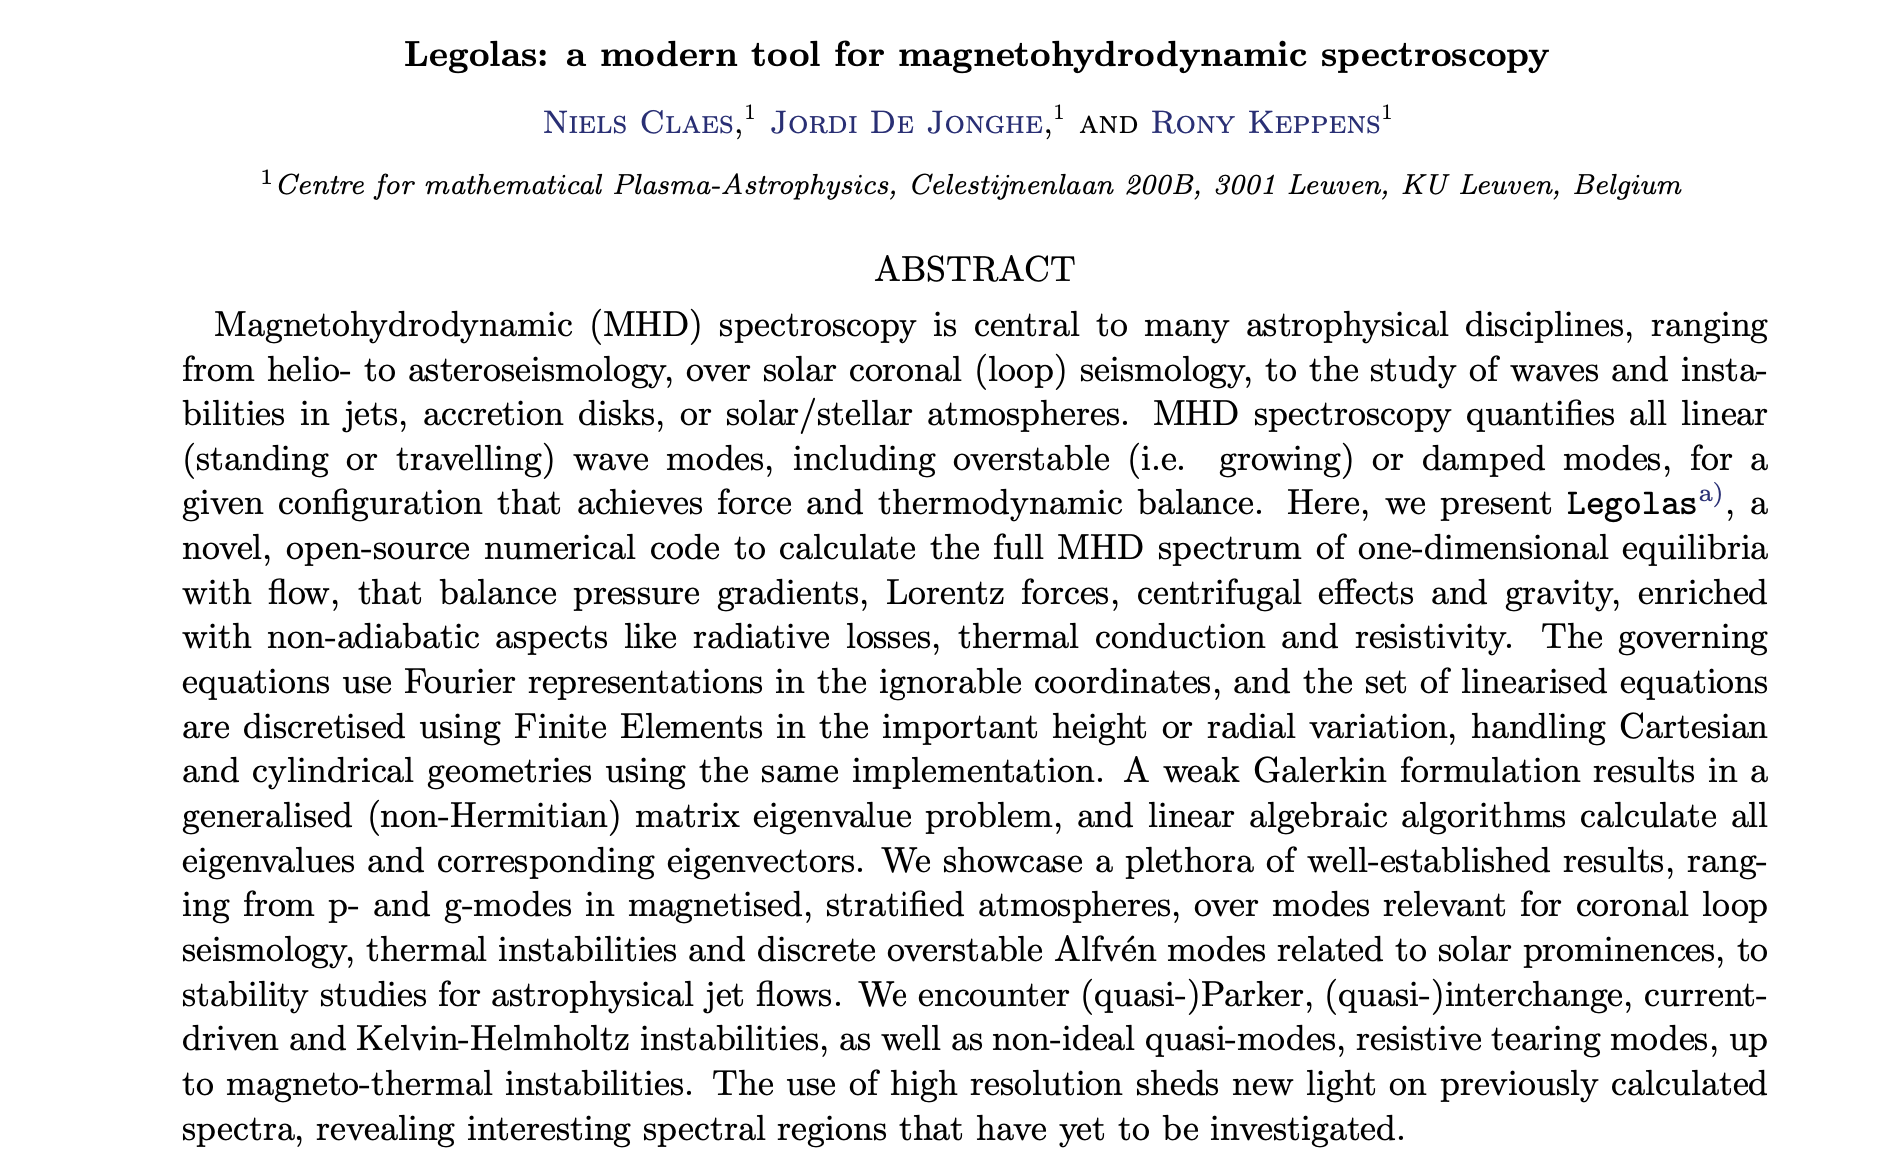 Legolas: a modern tool for magnetohydrodynamic spectroscopy
Niels Claes,1 Jordi De Jonghe,1 and Rony Keppens1
1Centre for mathematical Plasma-Astrophysics, Celestijnenlaan 200B, 3001 Leuven, KU Leuven, Belgium
ABSTRACT
Magnetohydrodynamic (MHD) spectroscopy is central to many astrophysical disciplines, ranging
from helio- to asteroseismology, over solar coronal (loop) seismology, to the study of waves and insta-
bilities in jets, accretion disks, or solar/stellar atmospheres. MHD spectroscopy quantifies all linear
(standing or travelling) wave modes, including overstable (i.e. growing) or damped modes, for a
given configuration that achieves force and thermodynamic balance. Here, we present Legolasa), a
novel, open-source numerical code to calculate the full MHD spectrum of one-dimensional equilibria
with flow, that balance pressure gradients, Lorentz forces, centrifugal effects and gravity, enriched
with non-adiabatic aspects like radiative losses, thermal conduction and resistivity. The governing
equations use Fourier representations in the ignorable coordinates, and the set of linearised equations
are discretised using Finite Elements in the important height or radial variation, handling Cartesian
and cylindrical geometries using the same implementation. A weak Galerkin formulation results in a
generalised (non-Hermitian) matrix eigenvalue problem, and linear algebraic algorithms calculate all
eigenvalues and corresponding eigenvectors. We showcase a plethora of well-established results, rang-
ing from p- and g-modes in magnetised, stratified atmospheres, over modes relevant for coronal loop
seismology, thermal instabilities and discrete overstable Alfvén modes related to solar prominences, to
stability studies for astrophysical jet flows. We encounter (quasi-)Parker, (quasi-)interchange, current-
driven and Kelvin-Helmholtz instabilities, as well as non-ideal quasi-modes, resistive tearing modes, up
to magneto-thermal instabilities. The use of high resolution sheds new light on previously calculated
spectra, revealing interesting spectral regions that have yet to be investigated.